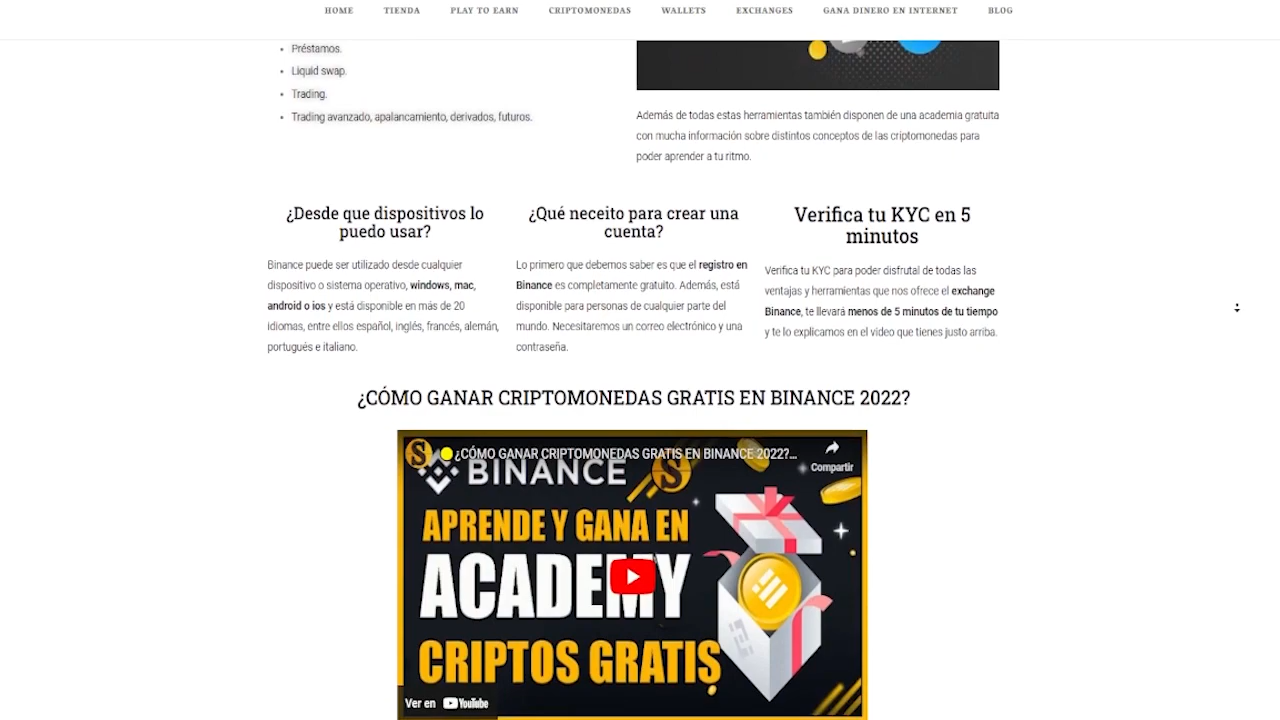 HOME TIENDA PLAY TO EARN CRIPTOMONEDAS WALLETS EXCHANGES GANA DINERO EN INTERNET BLOG
Préstamos.
Liquid swap.
Trading.
Trading avanzado, apalancamiento, derivados, futuros.
Además de todas estas herramientas también disponen de una academia gratuita
con mucha información sobre distintos conceptos de las criptomonedas para
poder aprender a tu ritmo.
¿Desde que dispositivos lo
puedo usar?
Binance puede ser utilizado desde cualquier
dispositivo o sistema operativo, windows, mac,
android o ios y está disponible en más de 20
idiomas, entre ellos español, inglés, francés, alemán,
portugués e italiano.
¿Qué neceito para crear una
cuenta?
Lo primero que debemos saber es que el registro en
Binance es completamente gratuito. Además, está
disponible para personas de cualquier parte del
mundo. Necesitaremos un correo electrónico y una
contraseña.
Verifica tu KYC en 5
minutos
Verifica tu KYC para poder disfrutal de todas las
ventajas y herramientas que nos ofrece el exchange
Binance, te llevará menos de 5 minutos de tu tiempo
y te lo explicamos en el video que tienes justo arriba.
¿CÓMO GANAR CRIPTOMONEDAS GRATIS EN BINANCE 2022?
¿CÓMO GANAR CRIPTOMONEDAS GRATIS EN BINANCE 2022?...
Compartir
BINANCE
APRENDE Y GANA EN
ACADEMY
CRIPTOS GRATIS
Ver en YouTube